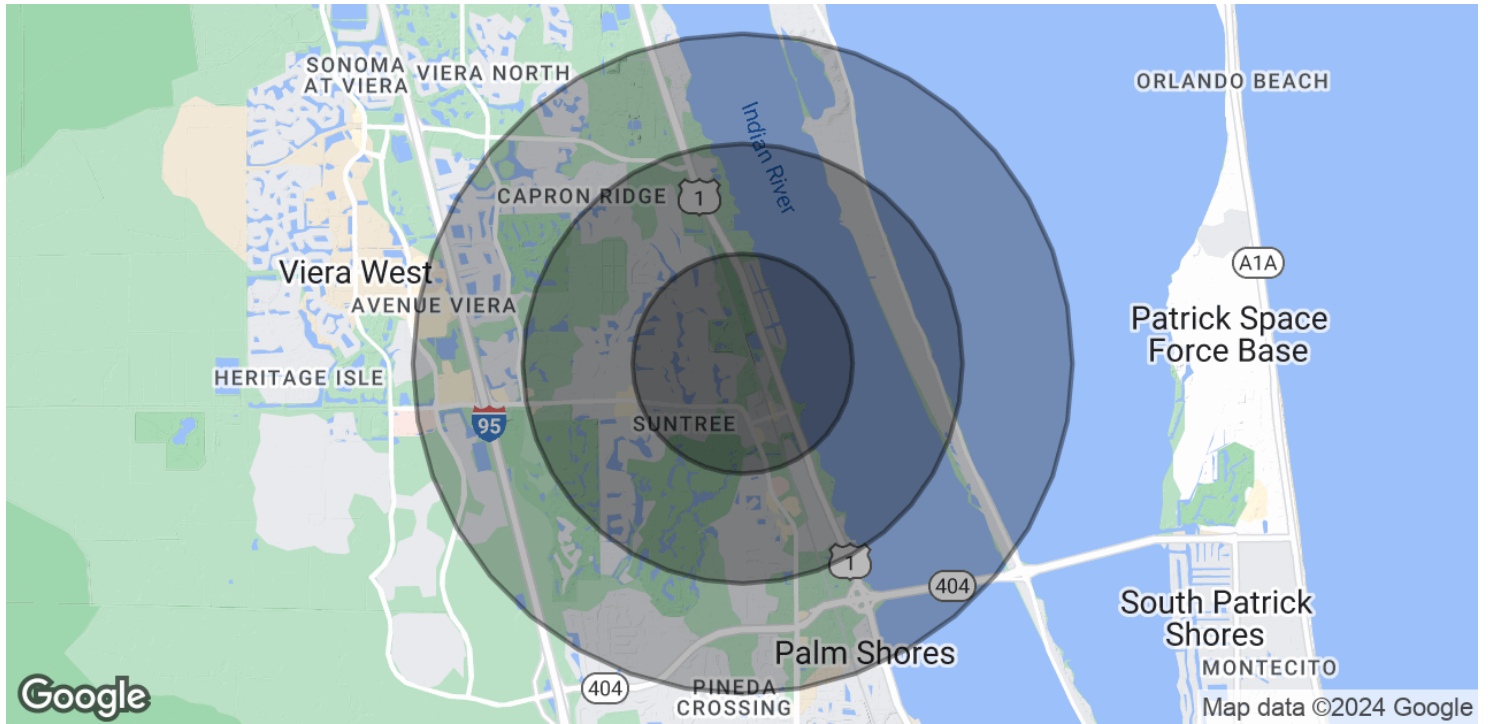 SONOMA
AT VIERA
VIERA NORTH
ORLANDO BEACH
Indian River
CAPRON RIDGE
1
Viera West
A1A
AVENUE VIERA
Patrick Space
Force Base
HERITAGE ISLE
95
SUNTREE
1
404
South Patrick
Shores
Palm Shores
MONTECITO
404
PINEDA
CROSSING
Google
Map data ©2024 Google